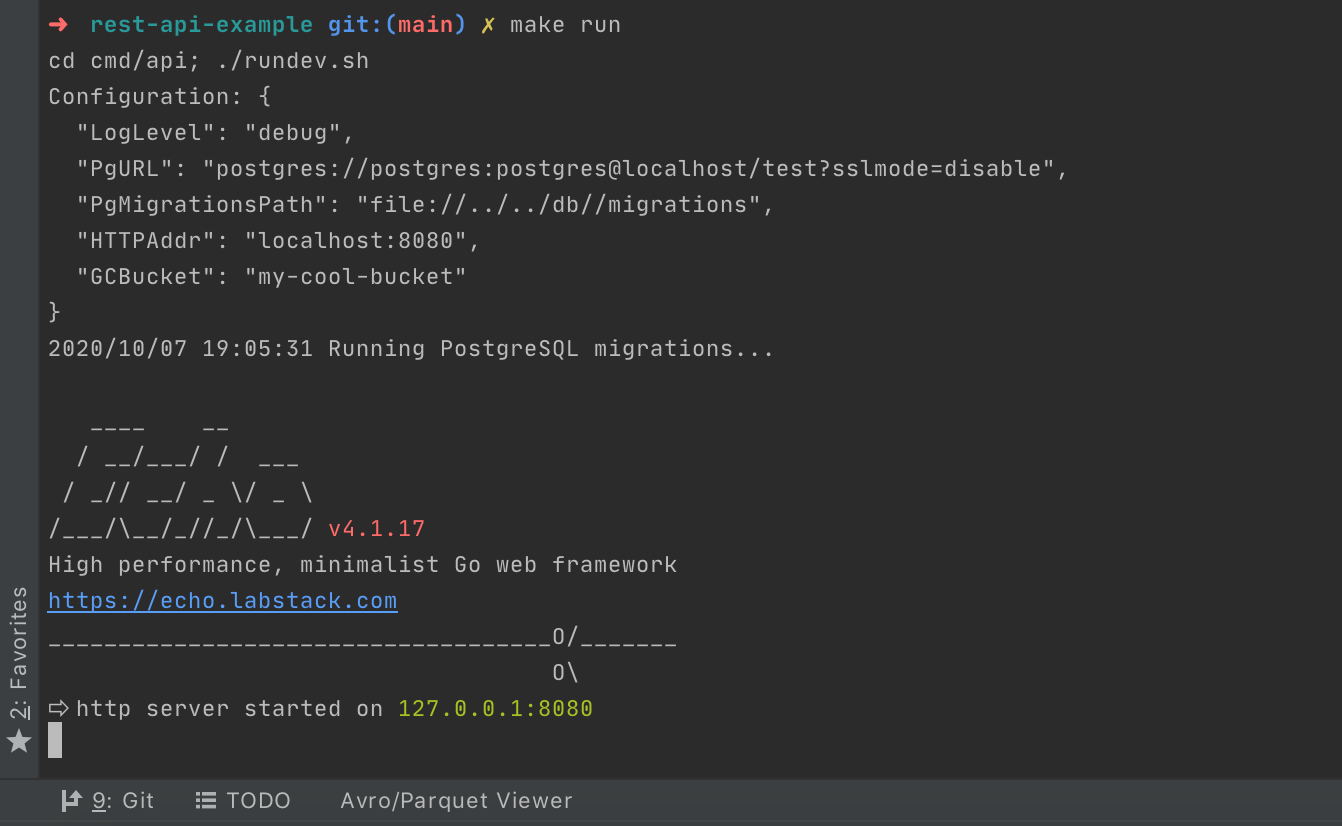 ➜ rest-api-example git:(main) ✗ make run
cd cmd/api; ./rundev.sh
Configuration: {
  "LogLevel": "debug",
  "PgURL": "postgres://postgres:postgres@localhost/test?sslmode=disable",
  "PgMigrationsPath": "file://../../db//migrations",
  "HTTPAddr": "localhost:8080",
  "GCBucket": "my-cool-bucket"
}
2020/10/07 19:05:31 Running PostgreSQL migrations...
   ____    __
  / __/___/ /  ___
 / _// __/ _ \/ _ \
/___/\__/_//_/\___/ v4.1.17
High performance, minimalist Go web framework
https://echo.labstack.com
____________________________________O/_______
                                    O\
⇨ http server started on 127.0.0.1:8080
2: Favorites
9: Git
TODO
Avro/Parquet Viewer